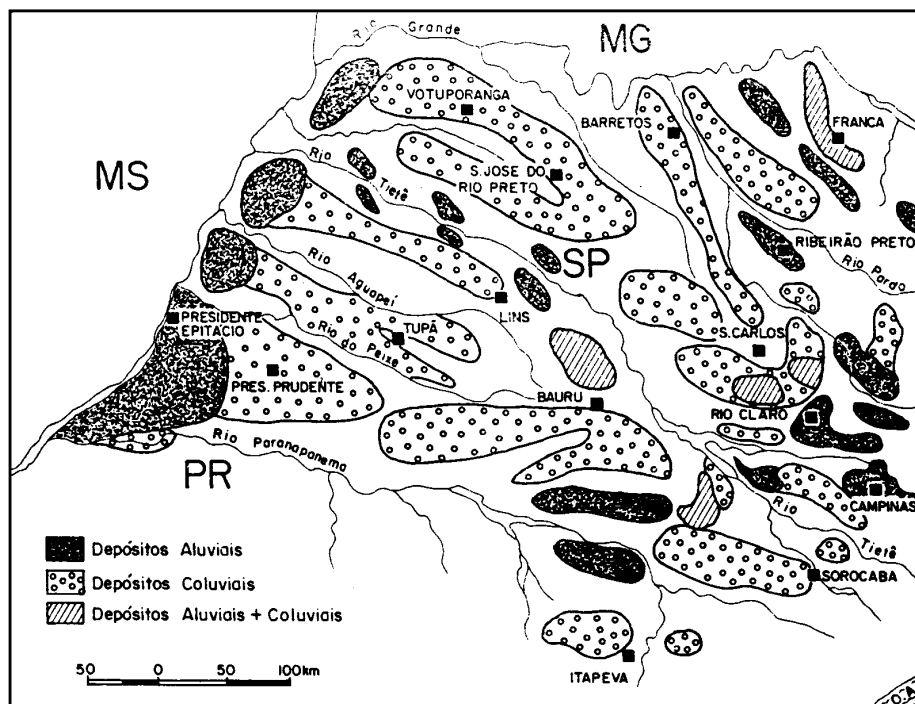 Rio Grande
MG
VOTUPORANGA
BARRETOS
FRANCA
MS
Rio Tietê
S. JOSE DO
RIO PRETO
RIBEIRÃO PRETO
SP
Rio Pardo
Rio Aguapeí
LINS
PRESIDENTE
EPITÁCIO
Rio do Peixe
TUPÃ
S. CARLOS
PRES. PRUDENTE
BAURU
RIO CLARO
Rio Paranapanema
PR
CAMPINAS
Rio Tietê
SOROCABA
Depósitos Aluviais
Depósitos Coluviais
Depósitos Aluviais + Coluviais
50 0 50 100km
ITAPEVA